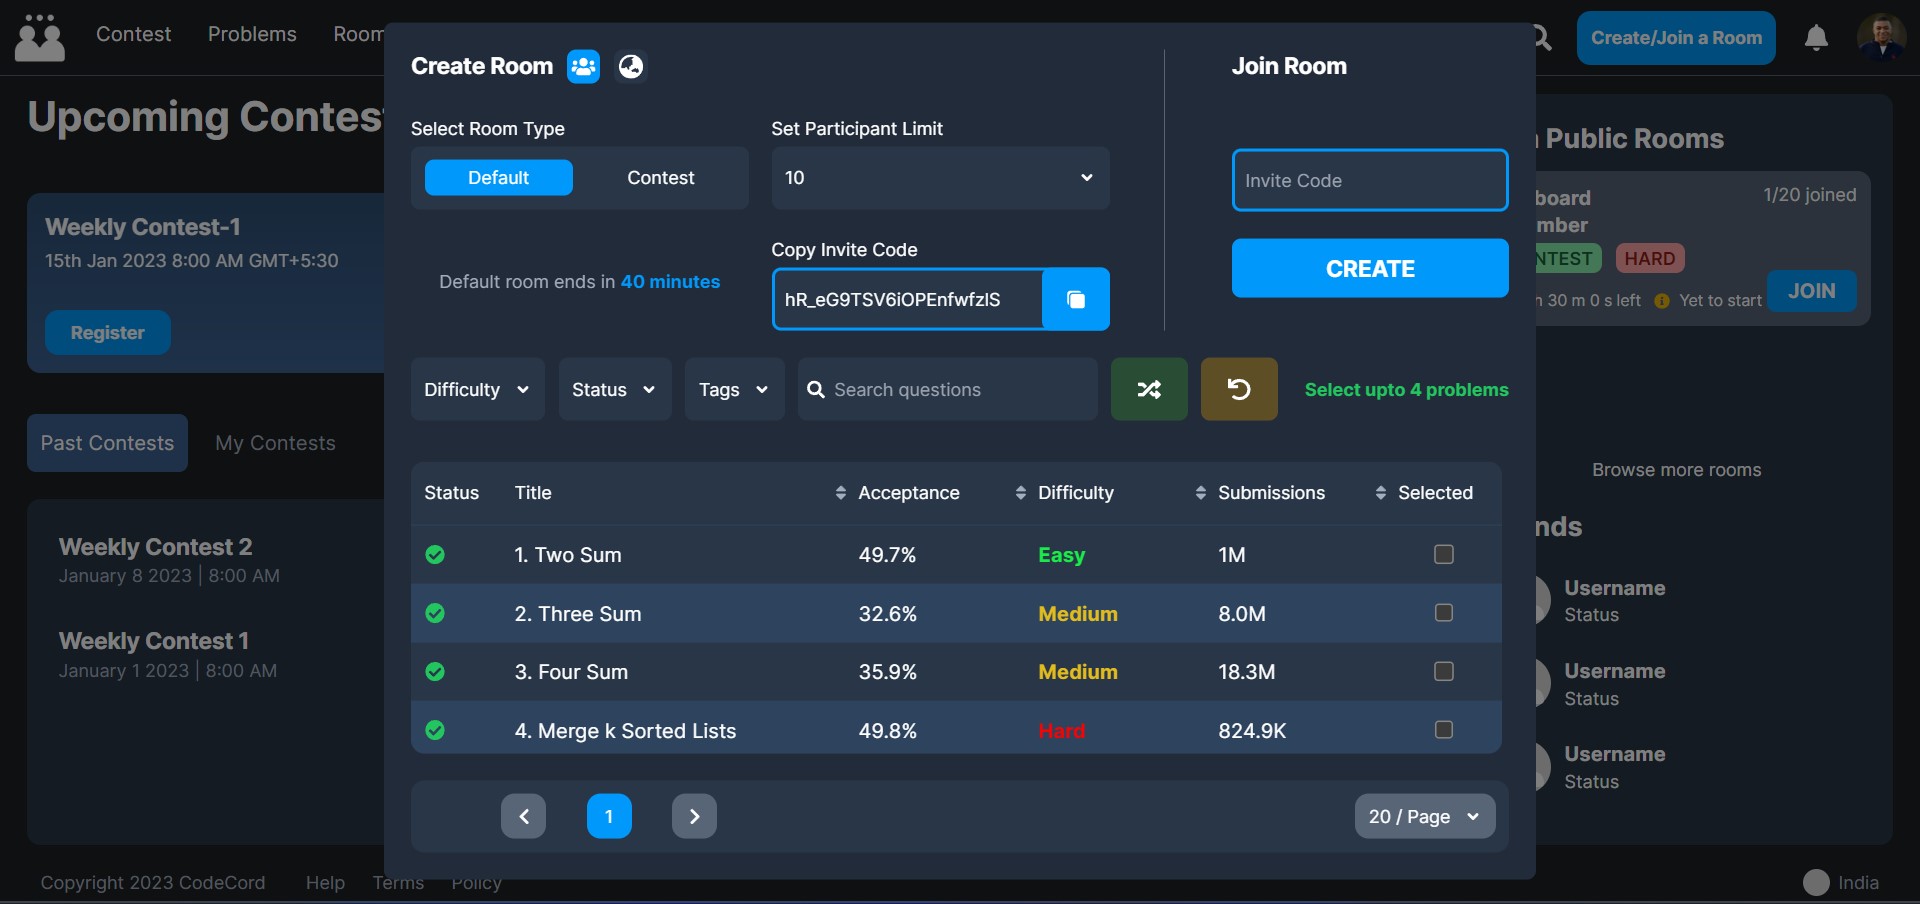 Contest Problems Room
Create/Join a Room
Upcoming Contes
Weekly Contest-1
15th Jan 2023 8:00 AM GMT+5:30
Register
Past Contests My Contests
Weekly Contest 2
January 8 2023 | 8:00 AM
Weekly Contest 1
January 1 2023 | 8:00 AM
Create Room
Select Room Type
Default Contest
Default room ends in 40 minutes
Set Participant Limit
10
Copy Invite Code
hR_eG9TSV6iOPEnfwfzIS
Join Room
Invite Code
CREATE
Difficulty Status Tags Search questions Select upto 4 problems
Status Title Acceptance Difficulty Submissions Selected
1. Two Sum 49.7% Easy 1M
2. Three Sum 32.6% Medium 8.0M
3. Four Sum 35.9% Medium 18.3M
4. Merge k Sorted Lists 49.8% Hard 824.9K
1
20 / Page
Public Rooms
board 1/20 joined
mber
NTEST HARD
30 m 0 s left Yet to start JOIN
Browse more rooms
nds
Username
Status
Username
Status
Username
Status
Copyright 2023 CodeCord Help Terms Policy
India